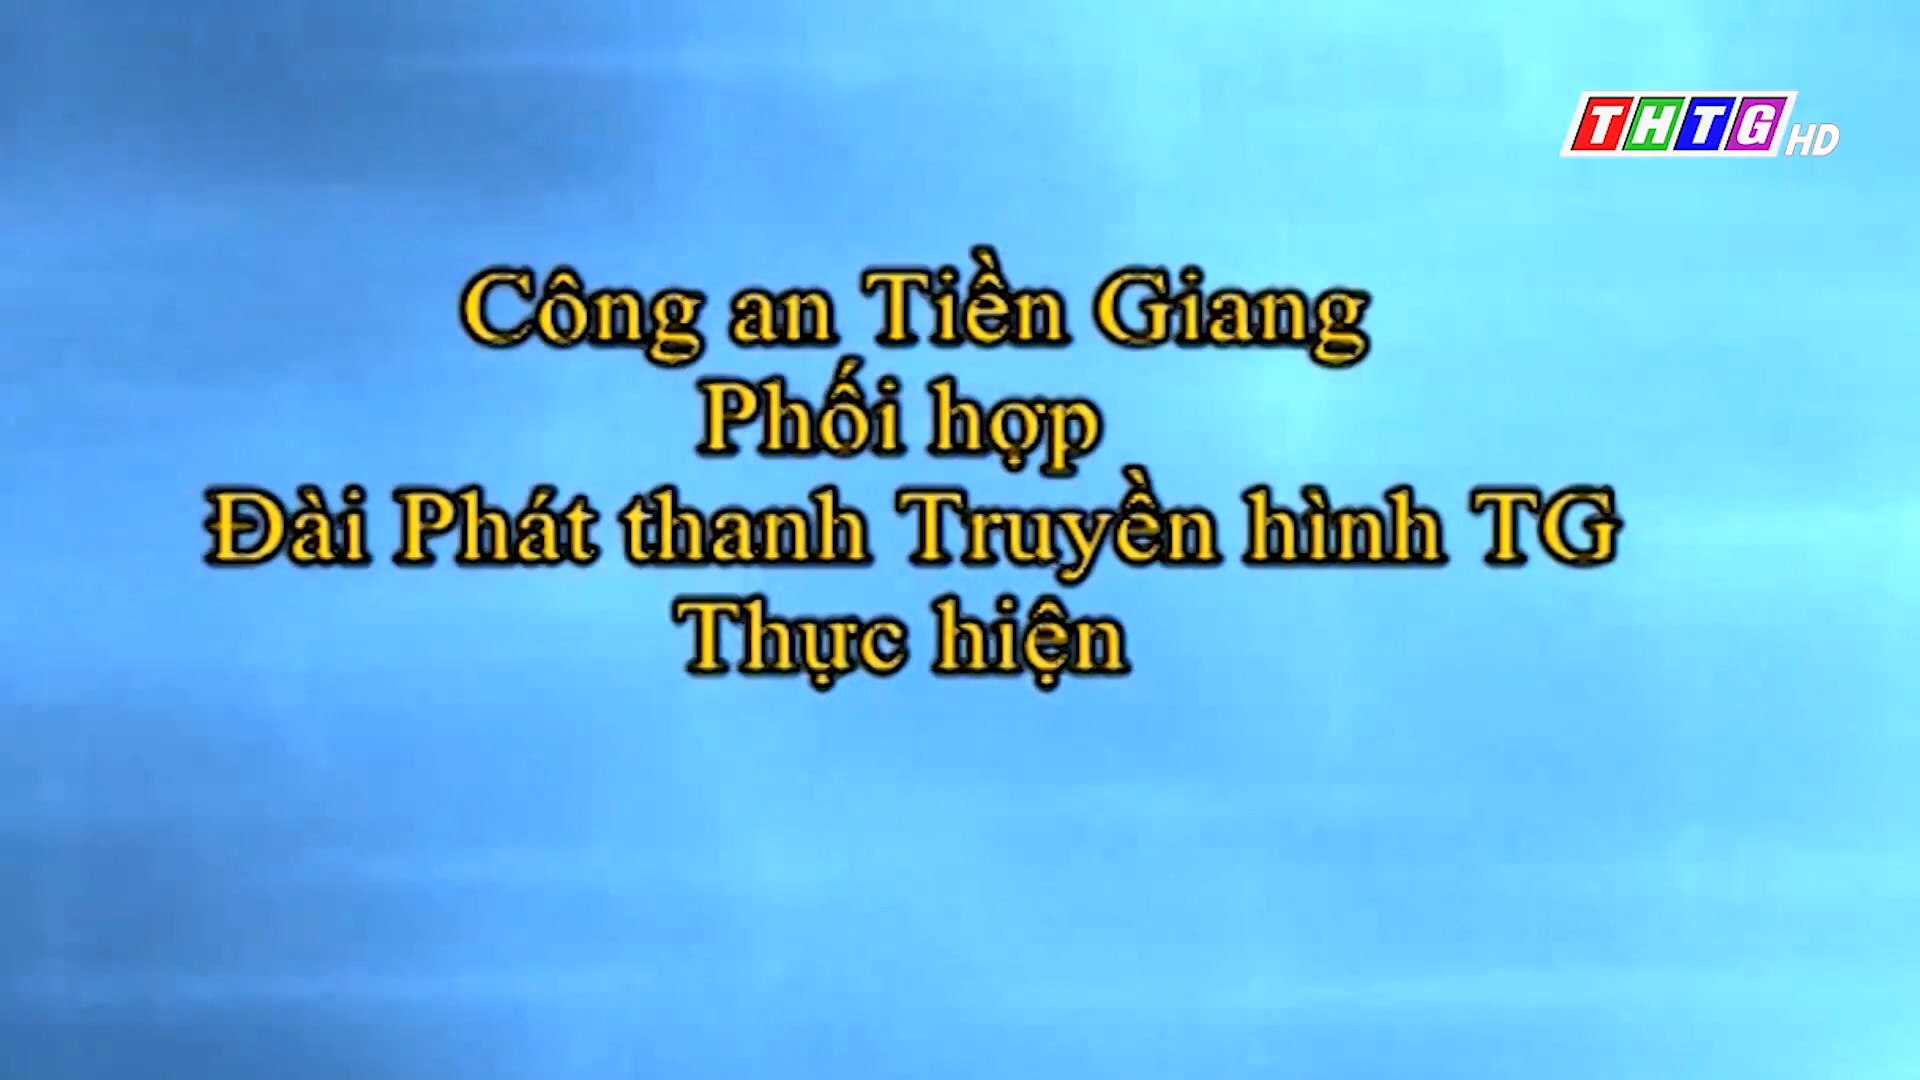 THTG HD
Công an Tiền Giang
Phối hợp
Đài Phát thanh Truyền hình TG
Thực hiện